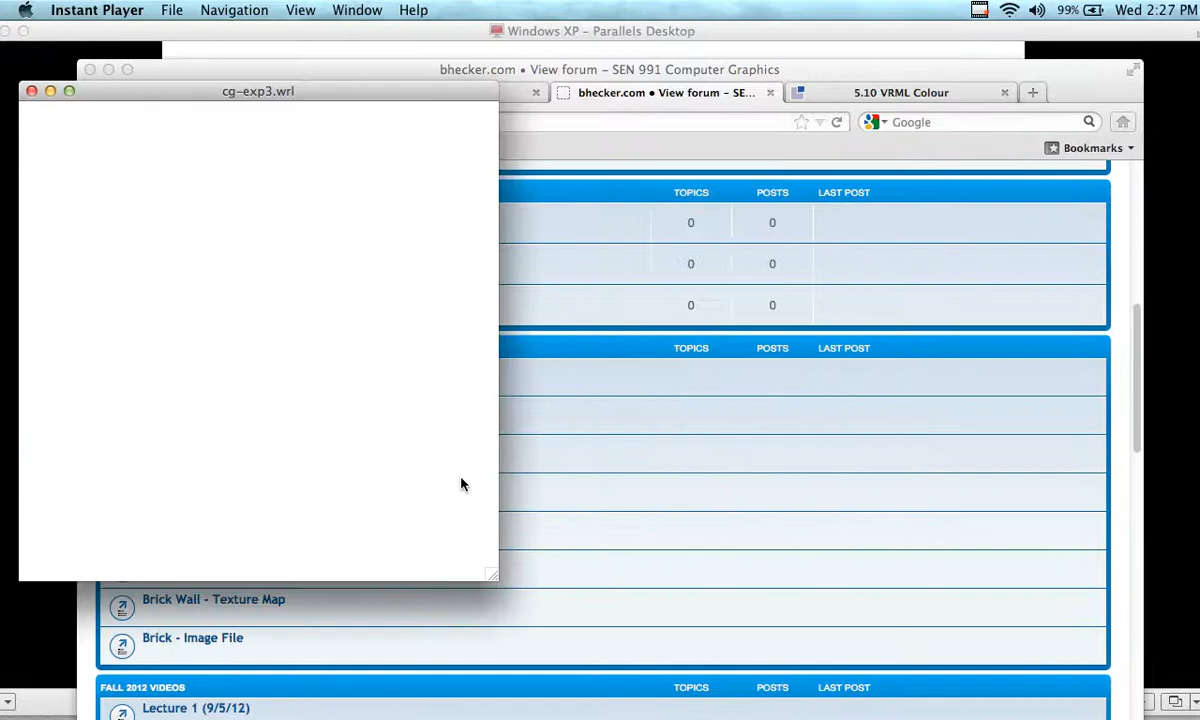 Instant Player File Navigation View Window Help 99% Wed 2:27 PM
Windows XP – Parallels Desktop
bhecker.com • View forum – SEN 991 Computer Graphics
cg-exp3.wrl
bhecker.com • View forum – SE... 5.10 VRML Colour
Google
Bookmarks
TOPICS POSTS LAST POST
0 0
0 0
0 0
TOPICS POSTS LAST POST
Brick Wall - Texture Map
Brick - Image File
FALL 2012 VIDEOS TOPICS POSTS LAST POST
Lecture 1 (9/5/12)